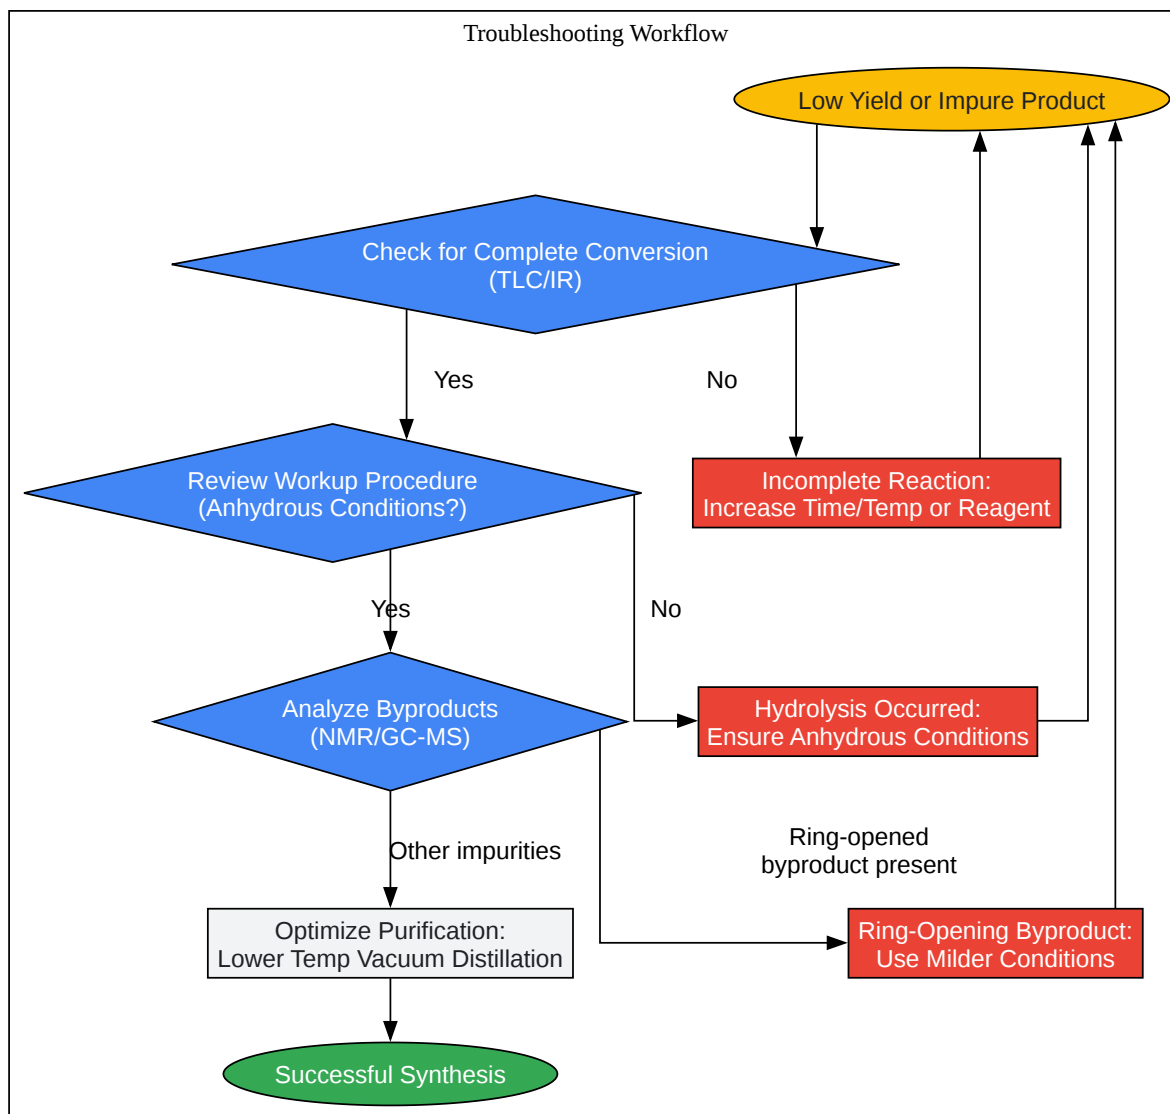 Troubleshooting Workflow
Low Yield or Impure Product
Check for Complete Conversion
(TLC/IR)
Yes
No
Review Workup Procedure
(Anhydrous Conditions?)
Incomplete Reaction:
Increase Time/Temp or Reagent
Yes
No
Analyze Byproducts
(NMR/GC-MS)
Hydrolysis Occurred:
Ensure Anhydrous Conditions
Other impurities
Ring-opened
byproduct present
Optimize Purification:
Lower Temp Vacuum Distillation
Ring-Opening Byproduct:
Use Milder Conditions
Successful Synthesis